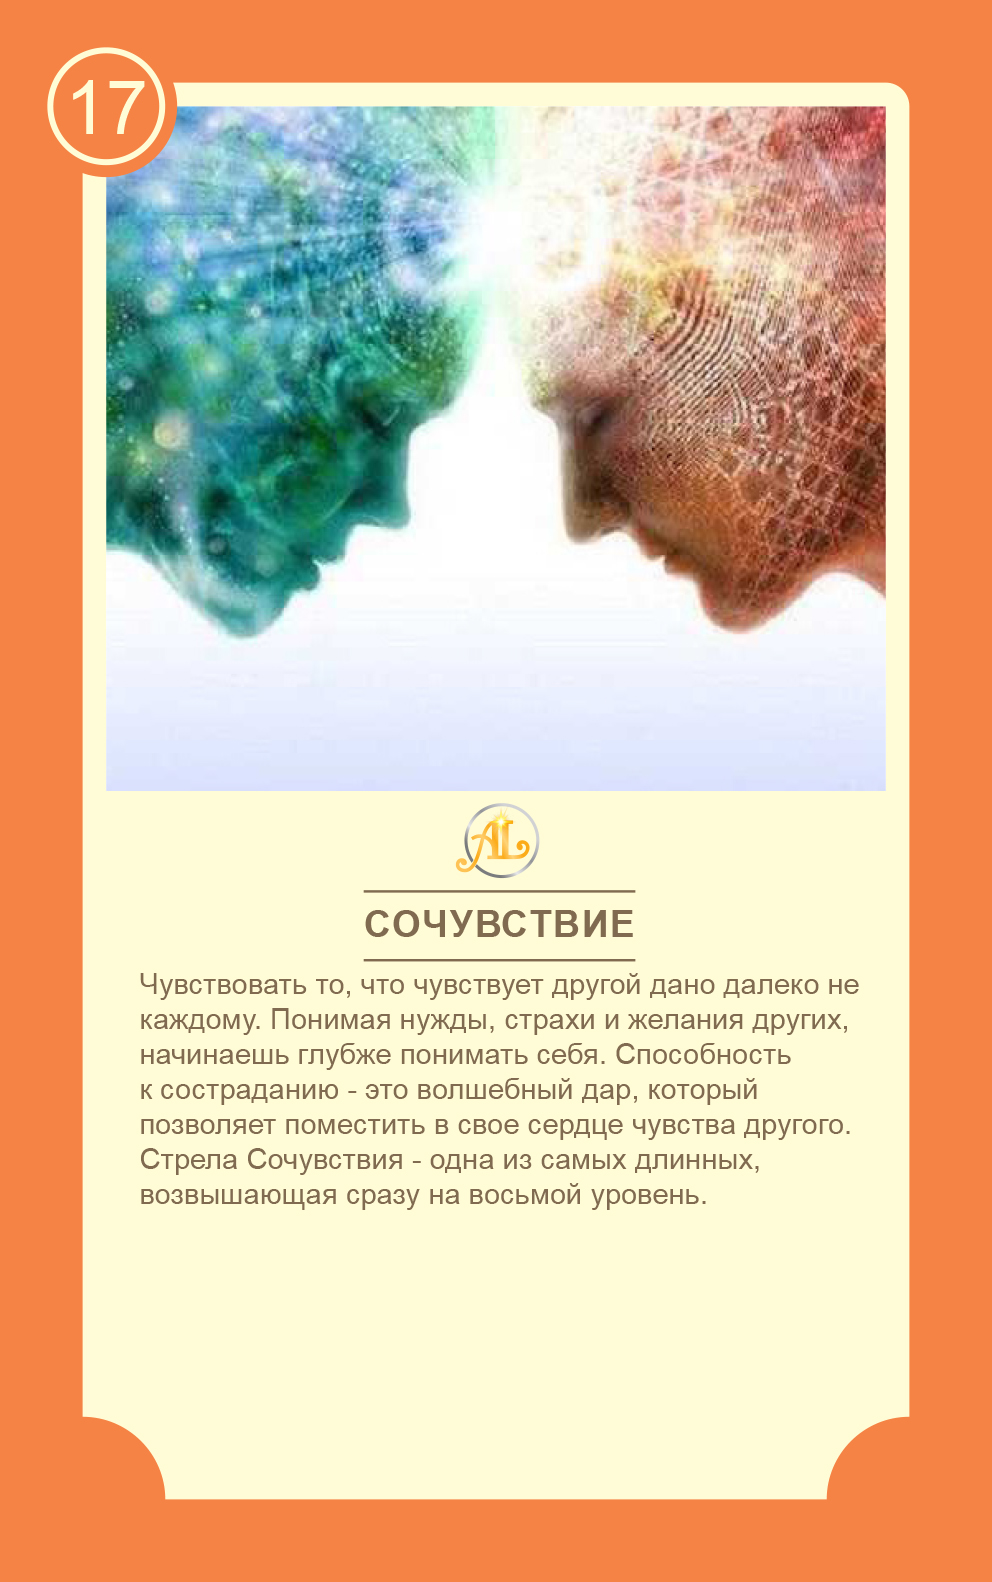 17
AL
СОЧУВСТВИЕ
Чувствовать то, что чувствует другой дано далеко не
каждому. Понимая нужды, страхи и желания других,
начинаешь глубже понимать себя. Способность
к состраданию - это волшебный дар, который
позволяет поместить в свое сердце чувства другого.
Стрела Сочувствия - одна из самых длинных,
возвышающая сразу на восьмой уровень.